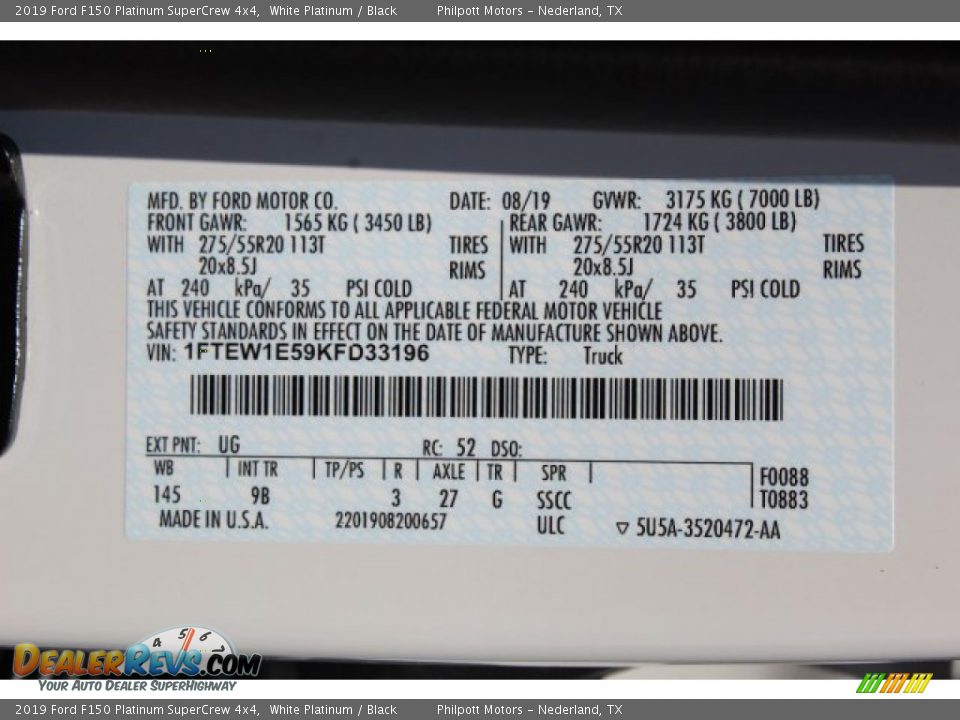 2019 Ford F150 Platinum SuperCrew 4x4, White Platinum / Black Philpott Motors - Nederland, TX
MFD. BY FORD MOTOR CO. DATE: 08/19 GVWR: 3175 KG ( 7000 LB)
FRONT GAWR: 1565 KG ( 3450 LB) REAR GAWR: 1724 KG ( 3800 LB)
WITH 275/55R20 113T TIRES WITH 275/55R20 113T TIRES
20x8.5J RIMS 20x8.5J RIMS
AT 240 kPa/ 35 PSI COLD AT 240 kPa/ 35 PSI COLD
THIS VEHICLE CONFORMS TO ALL APPLICABLE FEDERAL MOTOR VEHICLE
SAFETY STANDARDS IN EFFECT ON THE DATE OF MANUFACTURE SHOWN ABOVE.
VIN: 1FTEW1E59KFD33196 TYPE: Truck
EXT PNT: UG RC: 52 DSO:
WB INT TR TP/PS R AXLE TR SPR F0088
145 9B 3 27 G SSCC T0883
MADE IN U.S.A. 2201908200657 ULC ▽ 5U5A-3520472-AA
4 5 6 7
DEALERREVS.COM
YOUR AUTO DEALER SUPERHIGHWAY
2019 Ford F150 Platinum SuperCrew 4x4, White Platinum / Black Philpott Motors - Nederland, TX